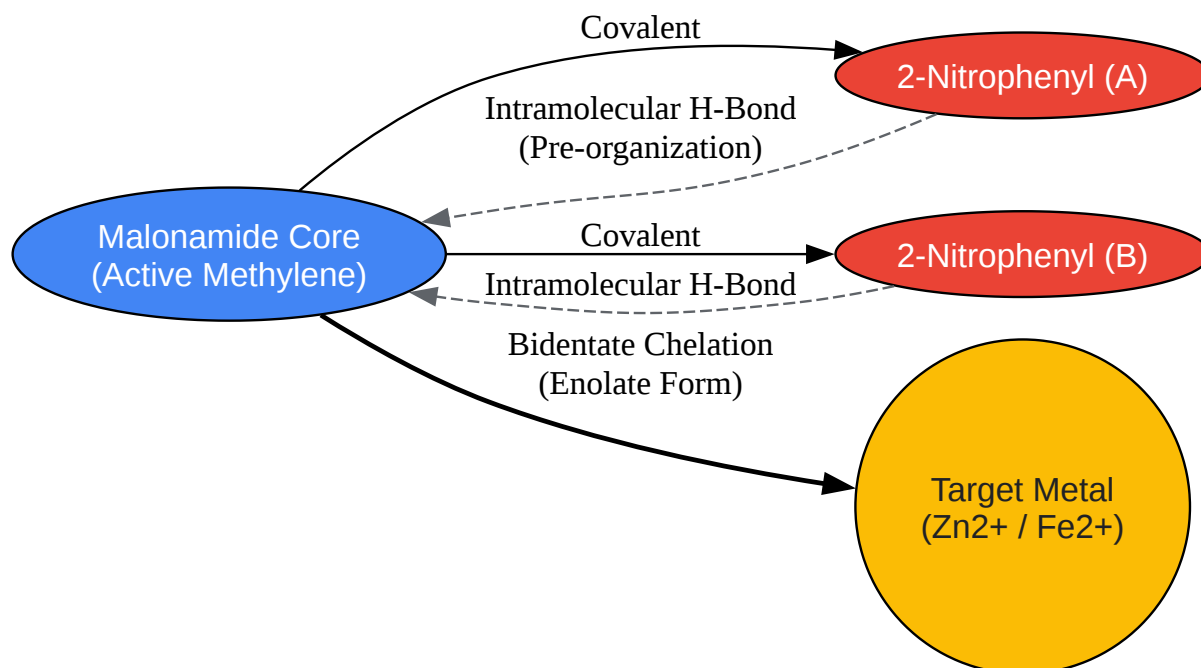 Covalent
2-Nitrophenyl (A)
Intramolecular H-Bond
(Pre-organization)
Malonamide Core
(Active Methylene)
Covalent
2-Nitrophenyl (B)
Intramolecular H-Bond
Bidentate Chelation
(Enolate Form)
Target Metal
(Zn2+ / Fe2+)